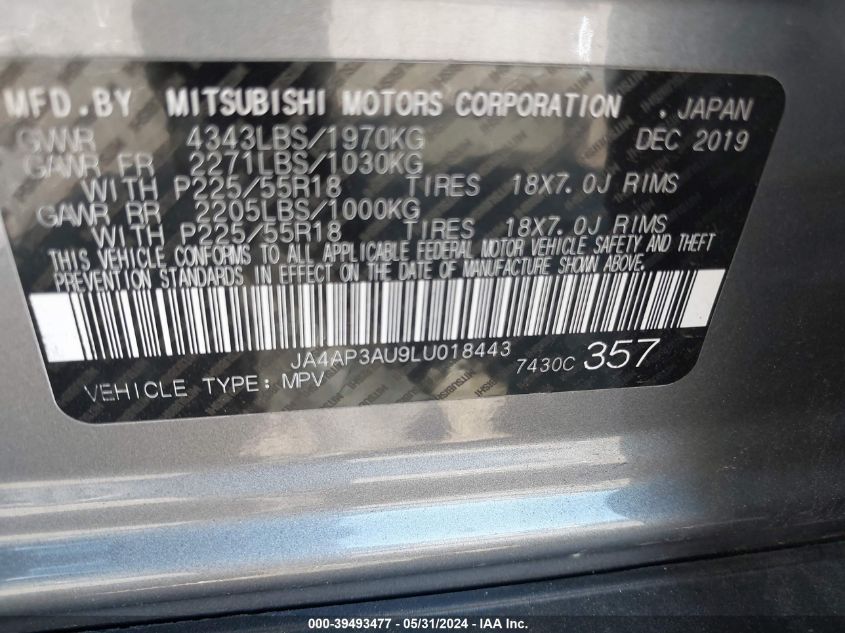 MFD.BY MITSUBISHI MOTORS CORPORATION . JAPAN
GVWR 4343LBS/1970KG DEC 2019
GAWR FR 2271LBS/1030KG
WITH P225/55R18 TIRES 18X7.0J RIMS
GAWR RR 2205LBS/1000KG
WITH P225/55R18 TIRES 18X7.0J RIMS
THIS VEHICLE CONFORMS TO ALL APPLICABLE FEDERAL MOTOR VEHICLE SAFETY AND THEFT
PREVENTION STANDARDS IN EFFECT ON THE DATE OF MANUFACTURE SHOWN ABOVE.
JA4AP3AU9LU018443
7430C 357
VEHICLE TYPE: MPV
000-39493477 - 05/31/2024 - © IAA, Inc.